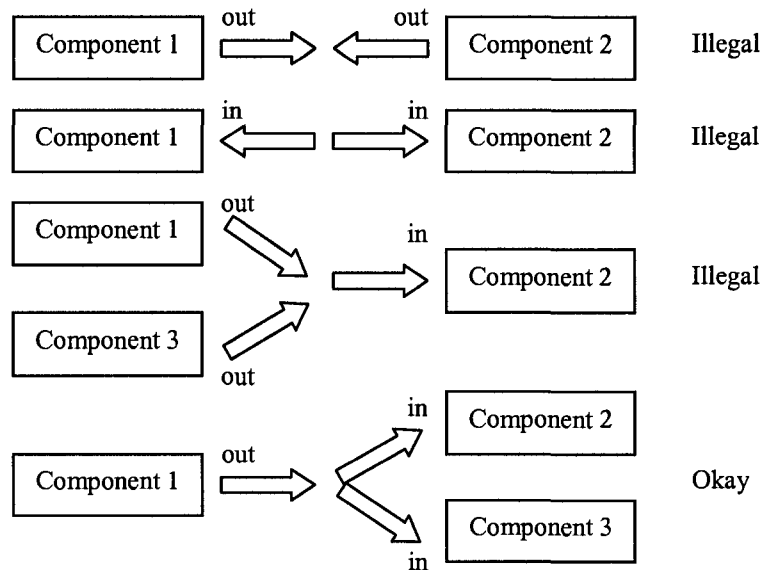 out out
Component 1 Component 2 Illegal
in in
Component 1 Component 2 Illegal
out
Component 1 in
Component 2 Illegal
Component 3
out
in Component 2
out
Component 1 Okay
Component 3
in